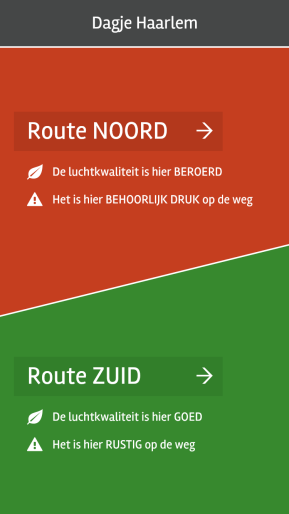 Dagje Haarlem
Route NOORD
De luchtkwaliteit is hier BEROERD
Het is hier BEHOORLIJK DRUK op de weg
Route ZUID
De luchtkwaliteit is hier GOED
Het is hier RUSTIG op de weg